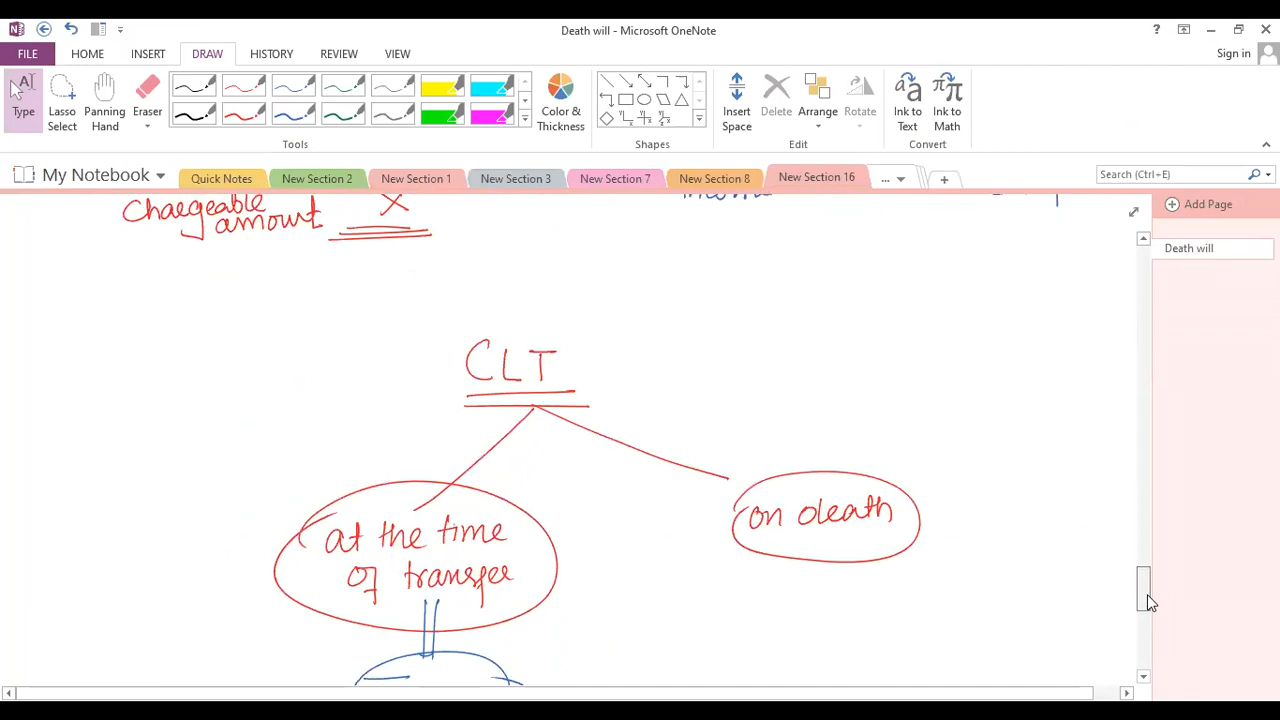 Death will - Microsoft OneNote
Sign in
FILE HOME INSERT DRAW HISTORY REVIEW VIEW
Type
Lasso Select
Panning Hand
Eraser
Color & Thickness
Insert Space
Delete
Arrange
Rotate
Ink to Text
Ink to Math
Tools Shapes Edit Convert
My Notebook Quick Notes New Section 2 New Section 1 New Section 3 New Section 7 New Section 8 New Section 16 ... Search (Ctrl+E)
Add Page
Death will
Chargeable X
amount
CLT
at the time
of transfer
on death